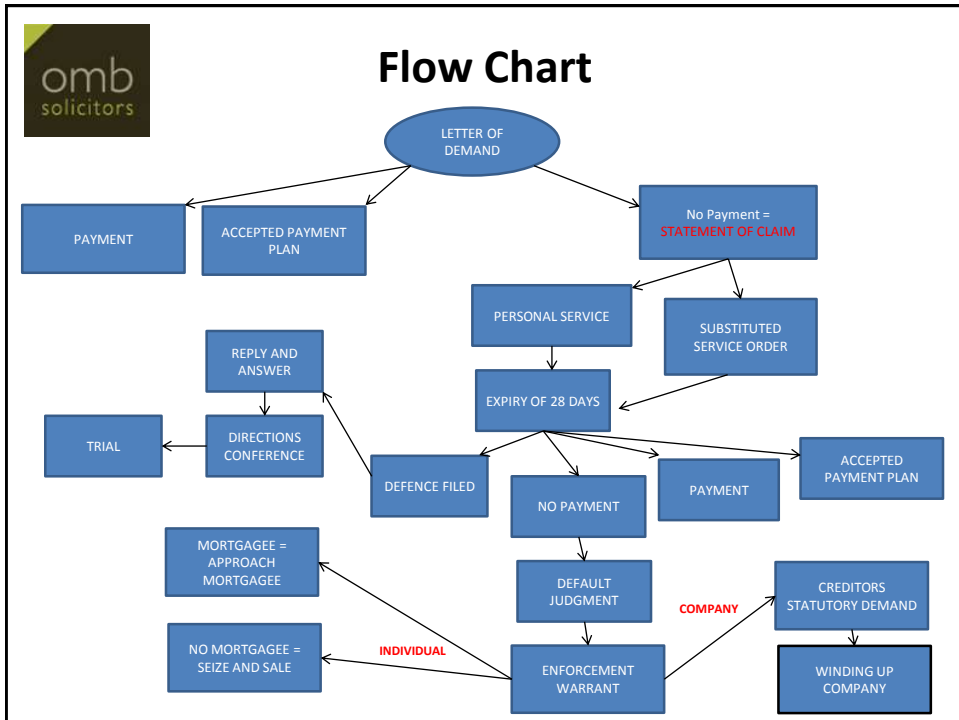 omb
solicitors
Flow Chart
LETTER OF
DEMAND
PAYMENT
ACCEPTED PAYMENT
PLAN
No Payment =
STATEMENT OF CLAIM
PERSONAL SERVICE
SUBSTITUTED
SERVICE ORDER
REPLY AND
ANSWER
EXPIRY OF 28 DAYS
TRIAL
DIRECTIONS
CONFERENCE
DEFENCE FILED
NO PAYMENT
PAYMENT
ACCEPTED
PAYMENT PLAN
MORTGAGEE =
APPROACH
MORTGAGEE
DEFAULT
JUDGMENT
COMPANY
CREDITORS
STATUTORY DEMAND
NO MORTGAGEE =
SEIZE AND SALE
INDIVIDUAL
ENFORCEMENT
WARRANT
WINDING UP
COMPANY